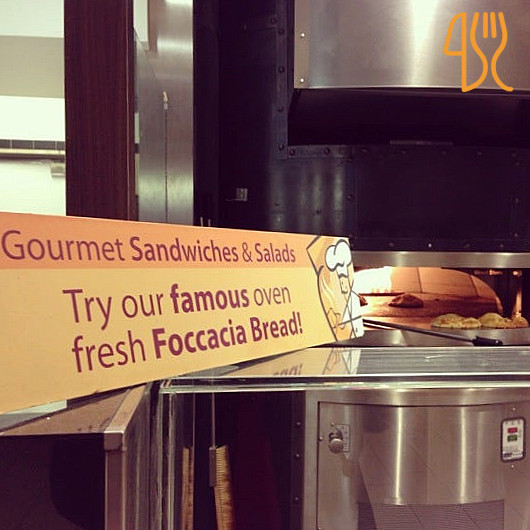 Gourmet Sandwiches & Salads
Try our famous oven
fresh Foccacia Bread!